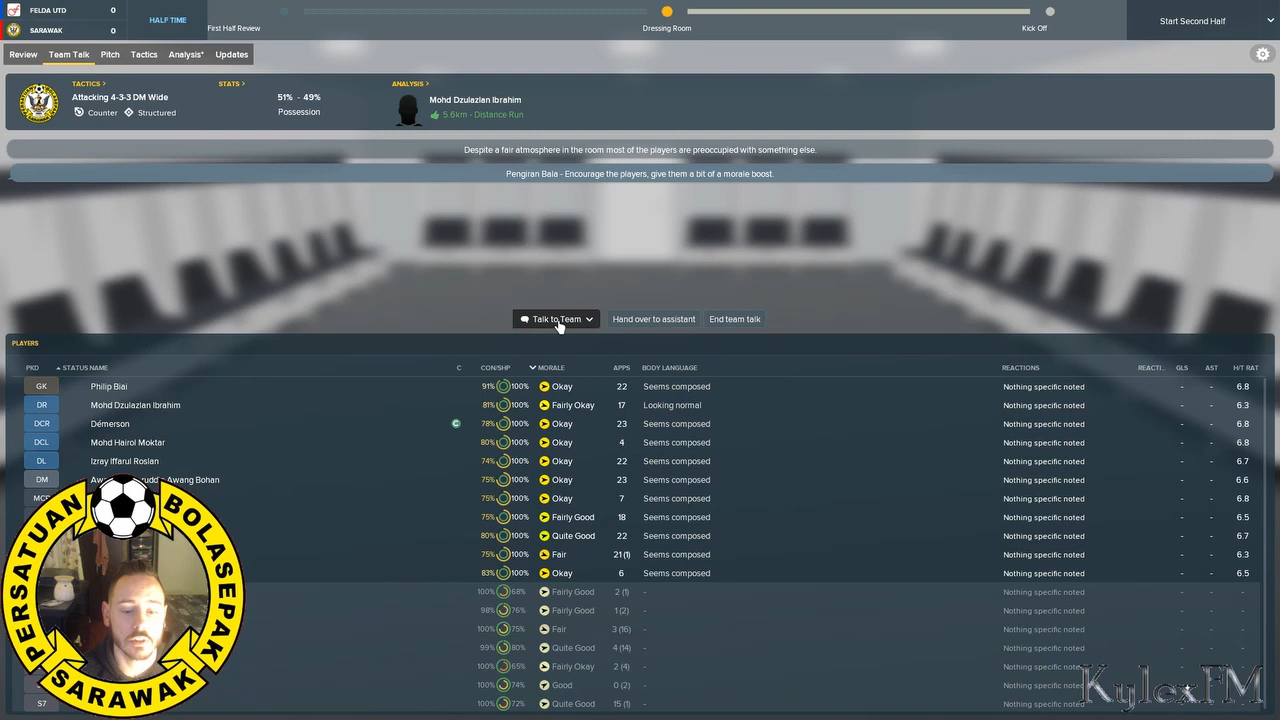 FELDA UTD 0
SARAWAK 0
HALF TIME
First Half Review
Dressing Room
Kick Off
Start Second Half
Review Team Talk Pitch Tactics Analysis* Updates
TACTICS >
Attacking 4-3-3 DM Wide
Counter Structured
STATS >
51% - 49%
Possession
ANALYSIS >
Mohd Dzulazlan Ibrahim
5.6km - Distance Run
Despite a fair atmosphere in the room most of the players are preoccupied with something else.
Pengiran Bala - Encourage the players, give them a bit of a morale boost.
Talk to Team Hand over to assistant End team talk
PLAYERS
PKD STATUS NAME C CON/SHP MORALE APPS BODY LANGUAGE REACTIONS REACTI... GLS AST H/T RAT
GK Philip Biai 91% 100% Okay 22 Seems composed Nothing specific noted - - 6.8
DR Mohd Dzulazlan Ibrahim 81% 100% Fairly Okay 17 Looking normal Nothing specific noted - - 6.3
DCR Démerson C 78% 100% Okay 23 Seems composed Nothing specific noted - - 6.8
DCL Mohd Hairol Moktar 80% 100% Okay 4 Seems composed Nothing specific noted - - 6.8
DL Izray Iffarul Roslan 74% 100% Okay 22 Seems composed Nothing specific noted - - 6.7
DM Awang Bohan 75% 100% Okay 23 Seems composed Nothing specific noted - - 6.6
75% 100% Okay 7 Seems composed Nothing specific noted - - 6.8
75% 100% Fairly Good 18 Seems composed Nothing specific noted - - 6.5
80% 100% Quite Good 22 Seems composed Nothing specific noted - - 6.7
75% 100% Fair 21 (1) Seems composed Nothing specific noted - - 6.3
83% 100% Okay 6 Seems composed Nothing specific noted - - 6.5
100% 68% Fairly Good 2 (1) - Nothing specific noted - - -
98% 76% Fairly Good 1 (2) - Nothing specific noted - - -
100% 75% Fair 3 (16) - Nothing specific noted - - -
99% 80% Quite Good 4 (14) - Nothing specific noted - - -
100% 65% Fairly Okay 2 (4) - Nothing specific noted - - -
100% 74% Good 0 (2) - Nothing specific noted - - -
S7 100% 72% Quite Good 15 (1) - Nothing specific noted - - -
PERSATUAN BOLASEPAK
SARAWAK
KylexFM